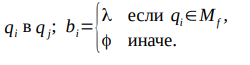 λ если qᵢ∈M_f,
qᵢ в qⱼ; bᵢ=
ϕ иначе.